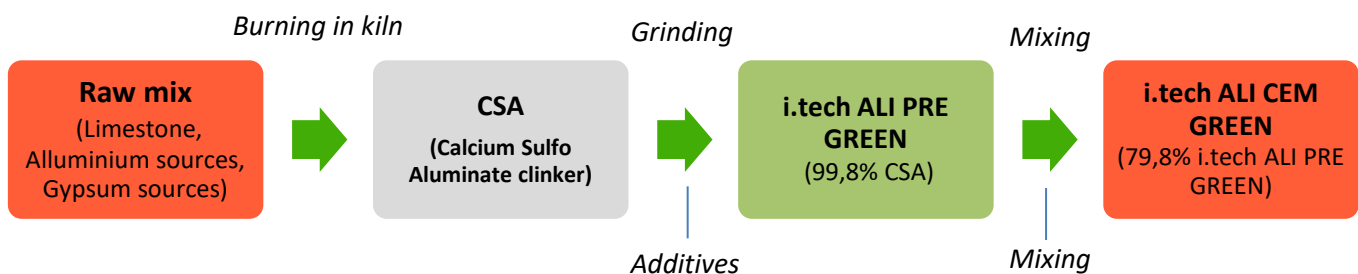 Burning in kiln
Grinding
Mixing
Raw mix
(Limestone,
Alluminium sources,
Gypsum sources)
CSA
(Calcium Sulfo
Aluminate clinker)
i.tech ALI PRE
GREEN
(99,8% CSA)
i.tech ALI CEM
GREEN
(79,8% i.tech ALI PRE
GREEN)
Additives
Mixing